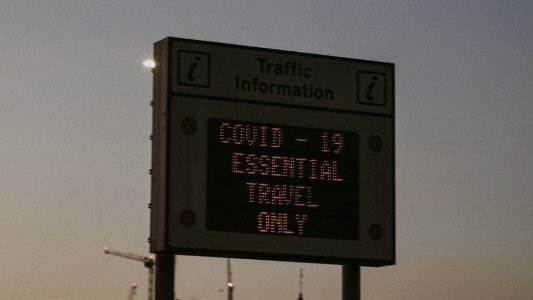 i Traffic i
Information
COVID - 19
ESSENTIAL
TRAVEL
ONLY